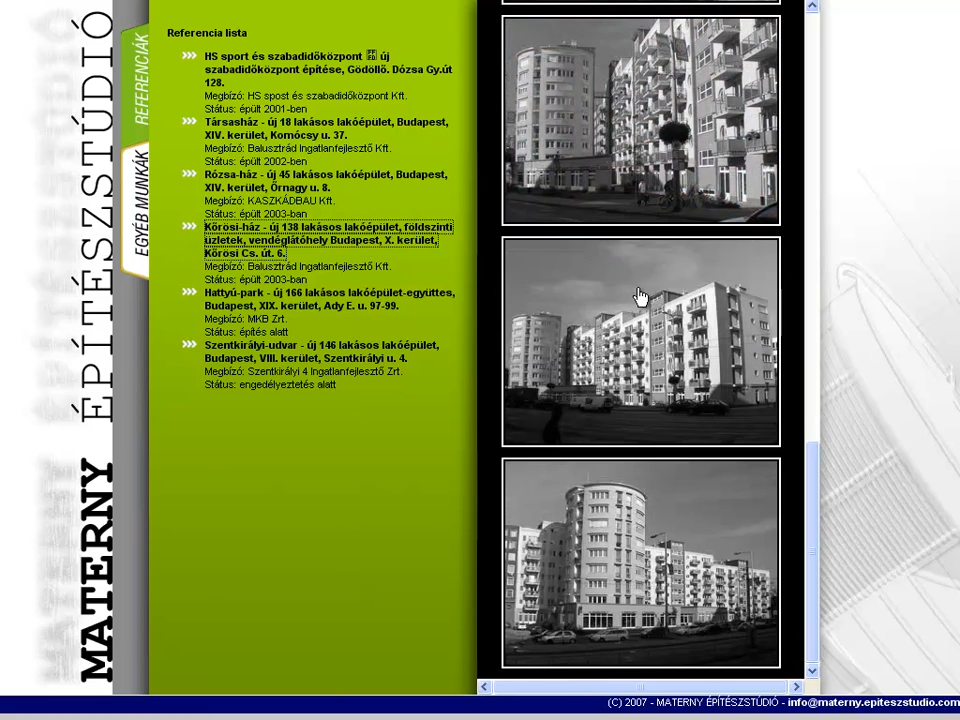 MATERNY ÉPÍTÉSZSTÚDIÓ
REFERENCIÁK
EGYÉB MUNKÁK
Referencia lista
HS sport és szabadidőközpont új
szabadidőközpont építése, Gödöllő. Dózsa Gy.út
128.
Megbízó: HS spost és szabadidőközpont Kft.
Státus: épült 2001-ben
Társasház - új 18 lakásos lakóépület, Budapest,
XIV. kerület, Komócsy u. 37.
Megbízó: Balusztrád Ingatlanfejlesztő Kft.
Státus: épült 2002-ben
Rózsa-ház - új 45 lakásos lakóépület, Budapest,
XIV. kerület, Őrnagy u. 8.
Megbízó: KASZKÁDBAU Kft.
Státus: épült 2003-ban
Kőrösi-ház - új 138 lakásos lakóépület, földszinti
üzletek, vendéglátóhely Budapest, X. kerület,
Kőrösi Cs. út. 6.
Megbízó: Balusztrád Ingatlanfejlesztő Kft.
Státus: épült 2003-ban
Hattyú-park - új 166 lakásos lakóépület-együttes,
Budapest, XIX. kerület, Ady E. u. 97-99.
Megbízó: MKB Zrt.
Státus: építés alatt
Szentkirályi-udvar - új 146 lakásos lakóépület,
Budapest, VIII. kerület, Szentkirályi u. 4.
Megbízó: Szentkirályi 4 Ingatlanfejlesztő Zrt.
Státus: engedélyeztetés alatt
(C) 2007 - MATERNY ÉPÍTÉSZSTÚDIÓ - info@materny.epiteszstudio.com